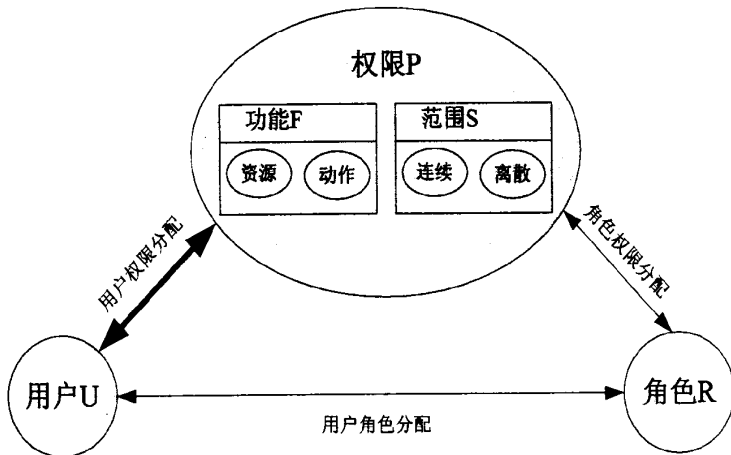 权限P
功能F
范围S
资源
动作
连续
离散
用户权限分配
角色权限分配
用户U
角色R
用户角色分配